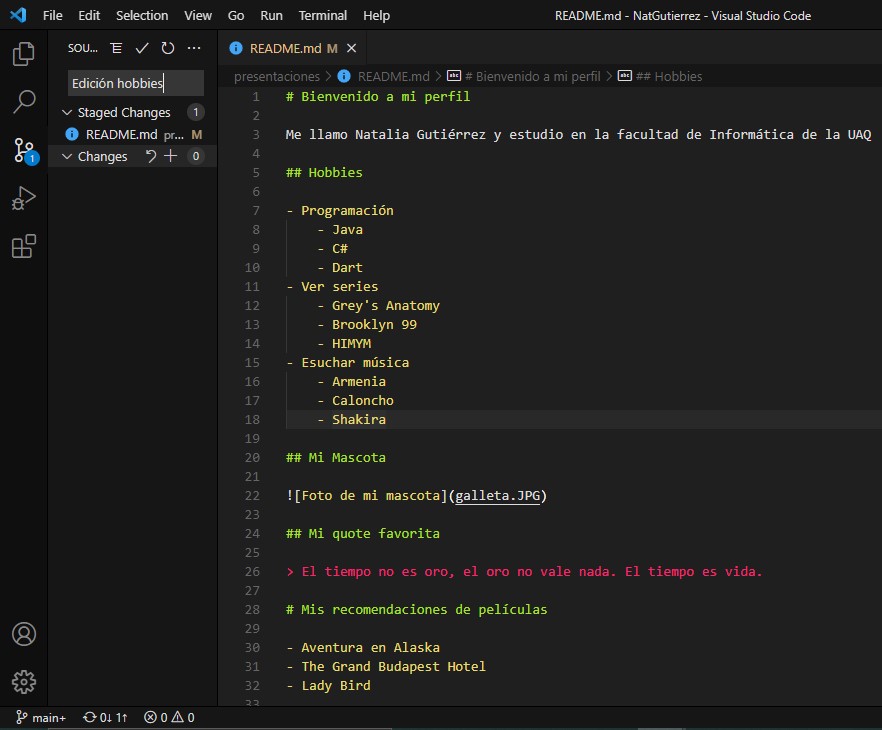 File Edit Selection View Go Run Terminal Help README.md - NatGutierrez - Visual Studio Code
SOU... README.md M
presentaciones > README.md > # Bienvenido a mi perfil > ## Hobbies
Edición hobbies
Staged Changes 1
README.md pr... M
Changes 0
1
1 # Bienvenido a mi perfil
2
3 Me llamo Natalia Gutiérrez y estudio en la facultad de Informática de la UAQ
4
5 ## Hobbies
6
7 - Programación
8 - Java
9 - C#
10 - Dart
11 - Ver series
12 - Grey's Anatomy
13 - Brooklyn 99
14 - HIMYM
15 - Esuchar música
16 - Armenia
17 - Caloncho
18 - Shakira
19
20 ## Mi Mascota
21
22 ![Foto de mi mascota](galleta.JPG)
23
24 ## Mi quote favorita
25
26 > El tiempo no es oro, el oro no vale nada. El tiempo es vida.
27
28 # Mis recomendaciones de películas
29
30 - Aventura en Alaska
31 - The Grand Budapest Hotel
32 - Lady Bird
33
main+ 0↓ 1↑ 0 0